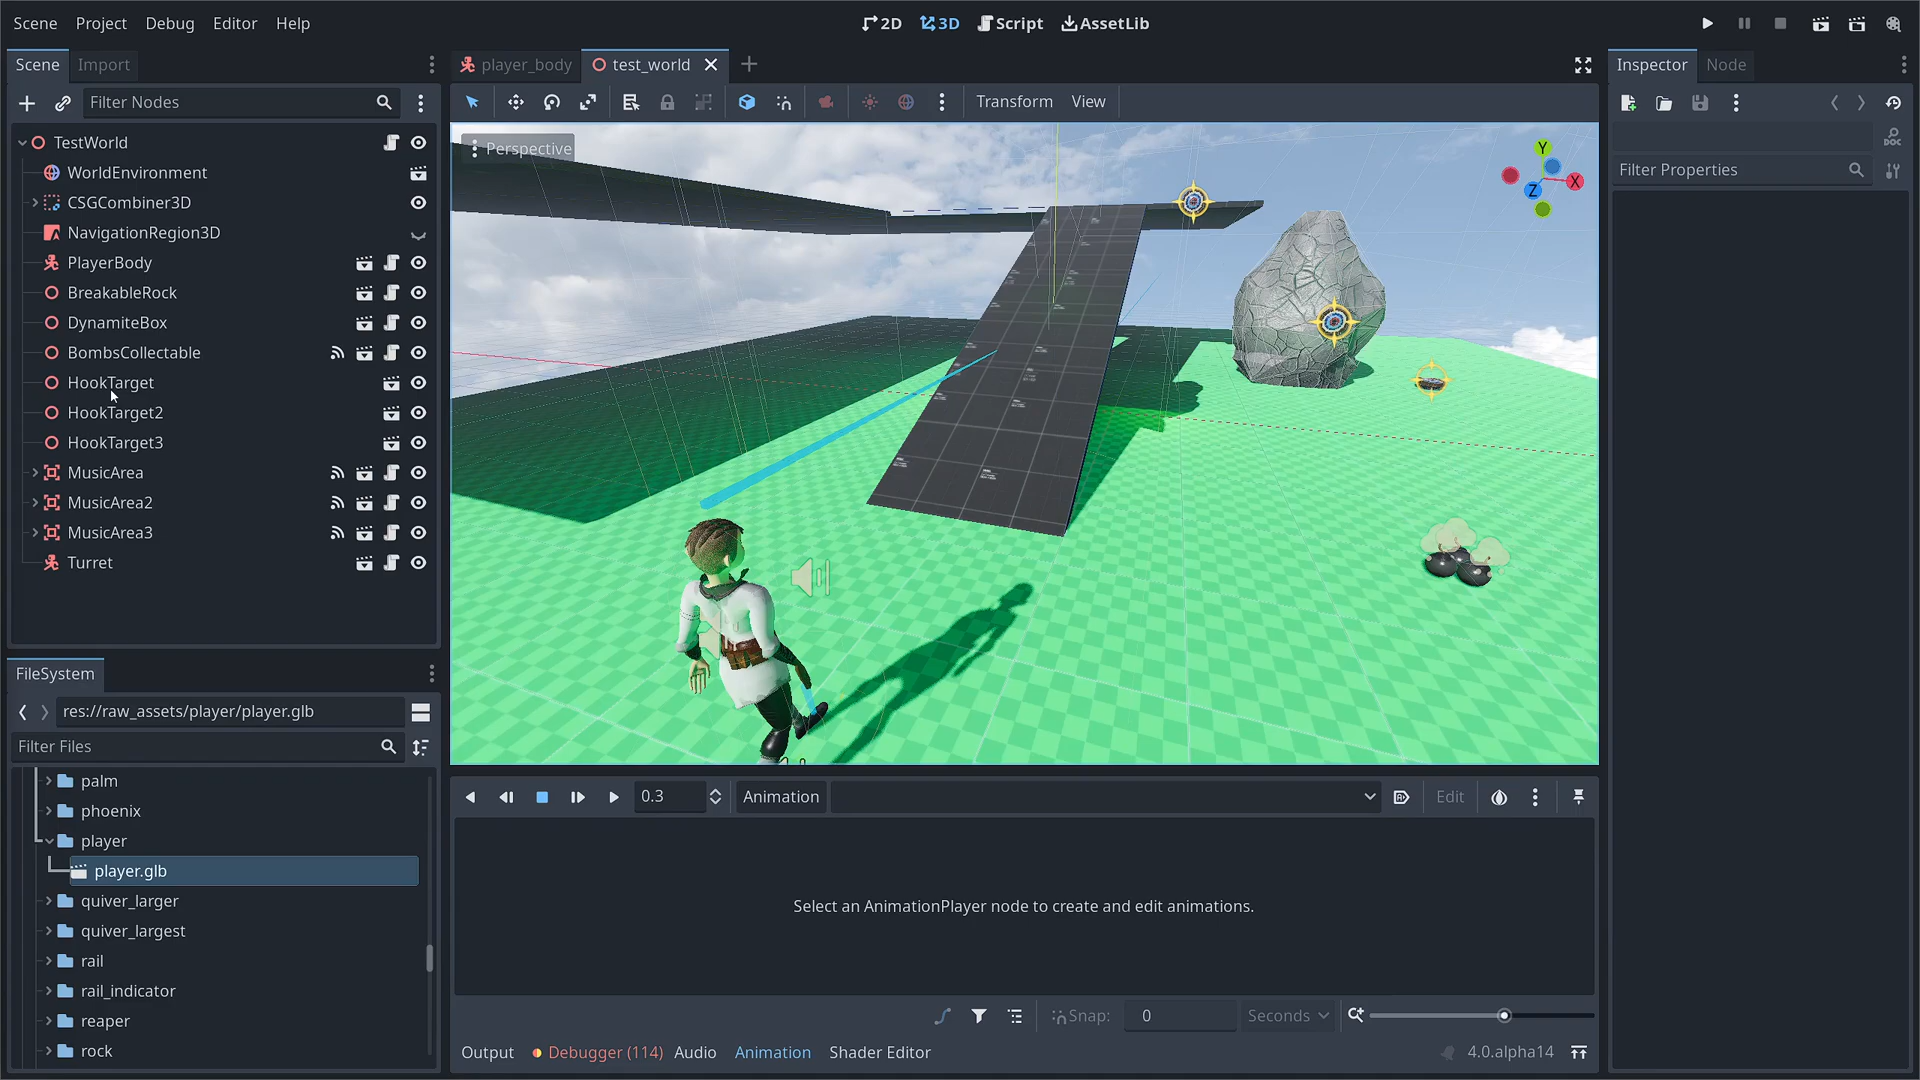 Scene Project Debug Editor Help
2D 3D Script AssetLib
Scene Import
player_body test_world
Inspector Node
Filter Nodes
Transform View
TestWorld
WorldEnvironment
CSGCombiner3D
NavigationRegion3D
PlayerBody
BreakableRock
DynamiteBox
BombsCollectable
HookTarget
HookTarget2
HookTarget3
MusicArea
MusicArea2
MusicArea3
Turret
Perspective
Y
X
Z
DOC
Filter Properties
FileSystem
res://raw_assets/player/player.glb
Filter Files
palm
phoenix
player
player.glb
quiver_larger
quiver_largest
rail
rail_indicator
reaper
rock
0.3 Animation Edit
Select an AnimationPlayer node to create and edit animations.
Snap: 0 Seconds
Output Debugger (114) Audio Animation Shader Editor 4.0.alpha14